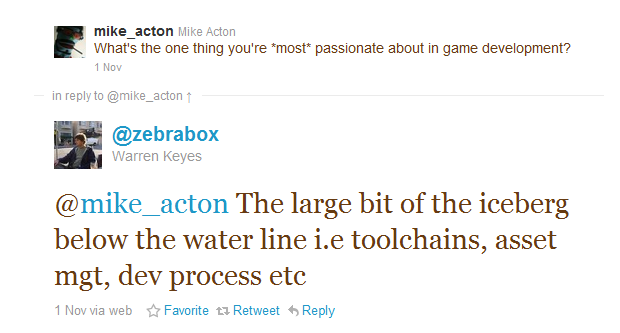 mike_acton Mike Acton
What's the one thing you're *most* passionate about in game development?
1 Nov
in reply to @mike_acton ↑
@zebrabox
Warren Keyes
@mike_acton The large bit of the iceberg
below the water line i.e toolchains, asset
mgt, dev process etc
1 Nov via web Favorite Retweet Reply